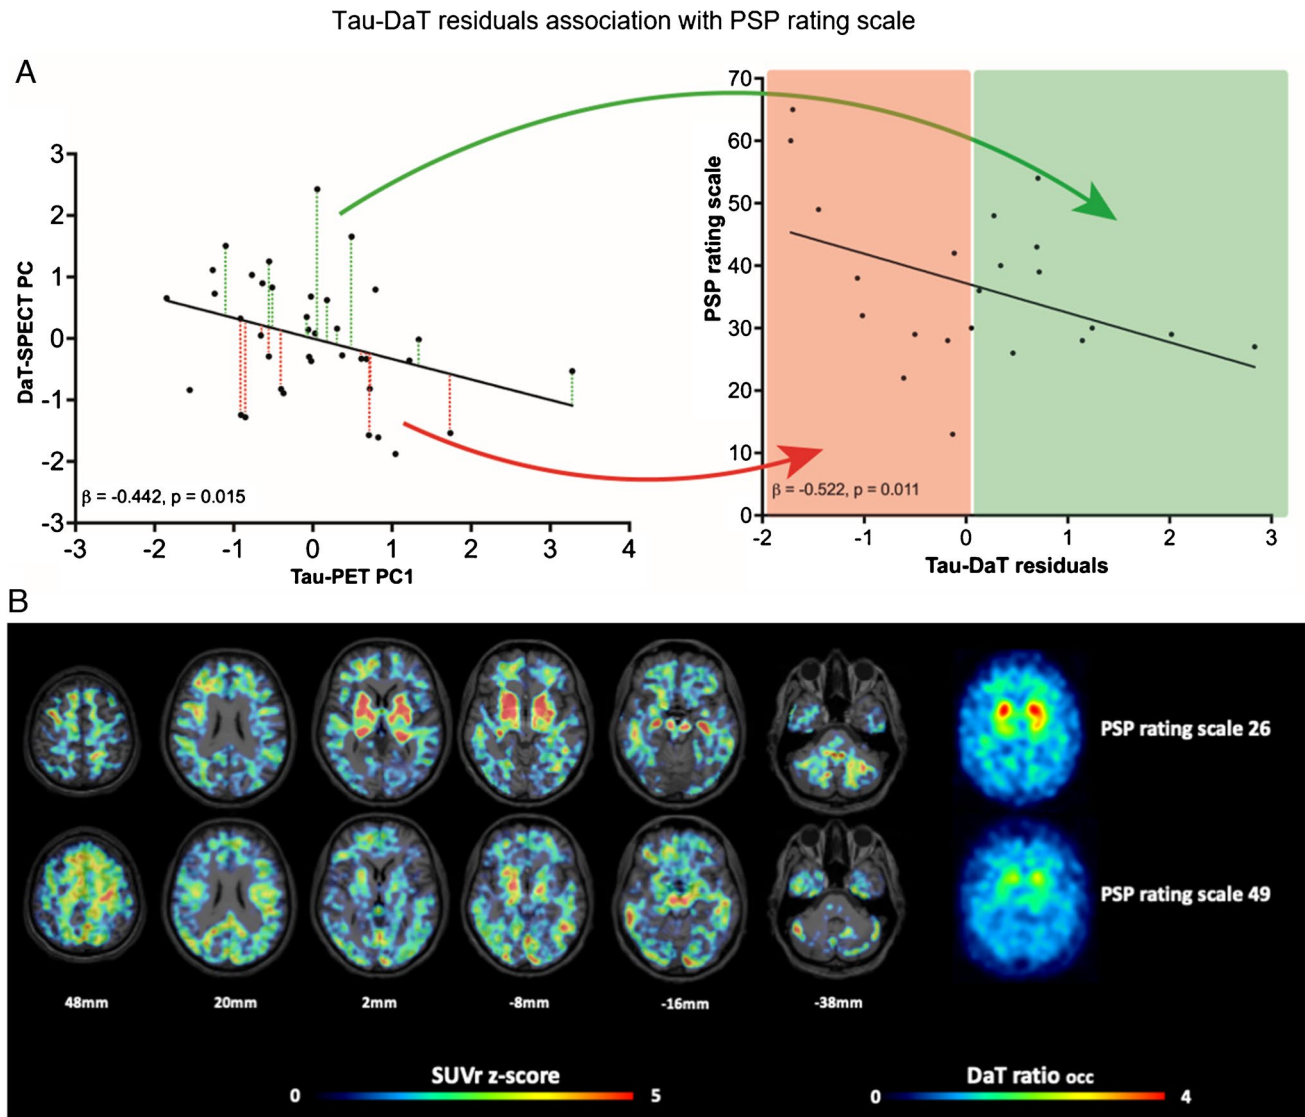 Tau-DaT residuals association with PSP rating scale
A
3
2
1
0
-1
-2
-3
DaT-SPECT PC
β = -0.442, p = 0.015
-3 -2 -1 0 1 2 3 4
Tau-PET PC1
70
60
50
40
30
20
10
0
PSP rating scale
β = -0.522, p = 0.011
-2 -1 0 1 2 3
Tau-DaT residuals
B
PSP rating scale 26
PSP rating scale 49
48mm 20mm 2mm -8mm -16mm -38mm
SUVr z-score
0 5
DaT ratio occ
0 4